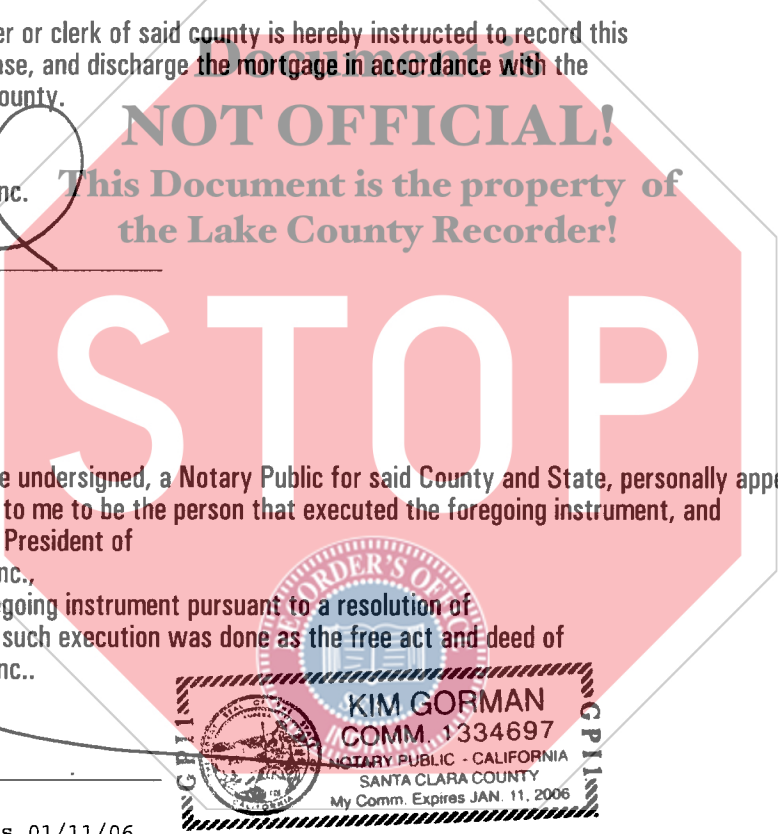 er or clerk of said county is hereby instructed to record this
Document is
ase, and discharge the mortgage in accordance with the
ounty.
NOT OFFICIAL!
nc.
This Document is the property of
the Lake County Recorder!
STOP
e undersigned, a Notary Public for said County and State, personally appe
to me to be the person that executed the foregoing instrument, and
President of
nc.,
egoing instrument pursuant to a resolution of
such execution was done as the free act and deed of
nc..
RECORDER'S OFFICE
INDIANA
KIM GORMAN
COMM. 1334697
NOTARY PUBLIC - CALIFORNIA
SANTA CLARA COUNTY
My Comm. Expires JAN. 11, 2006
s 01/11/06